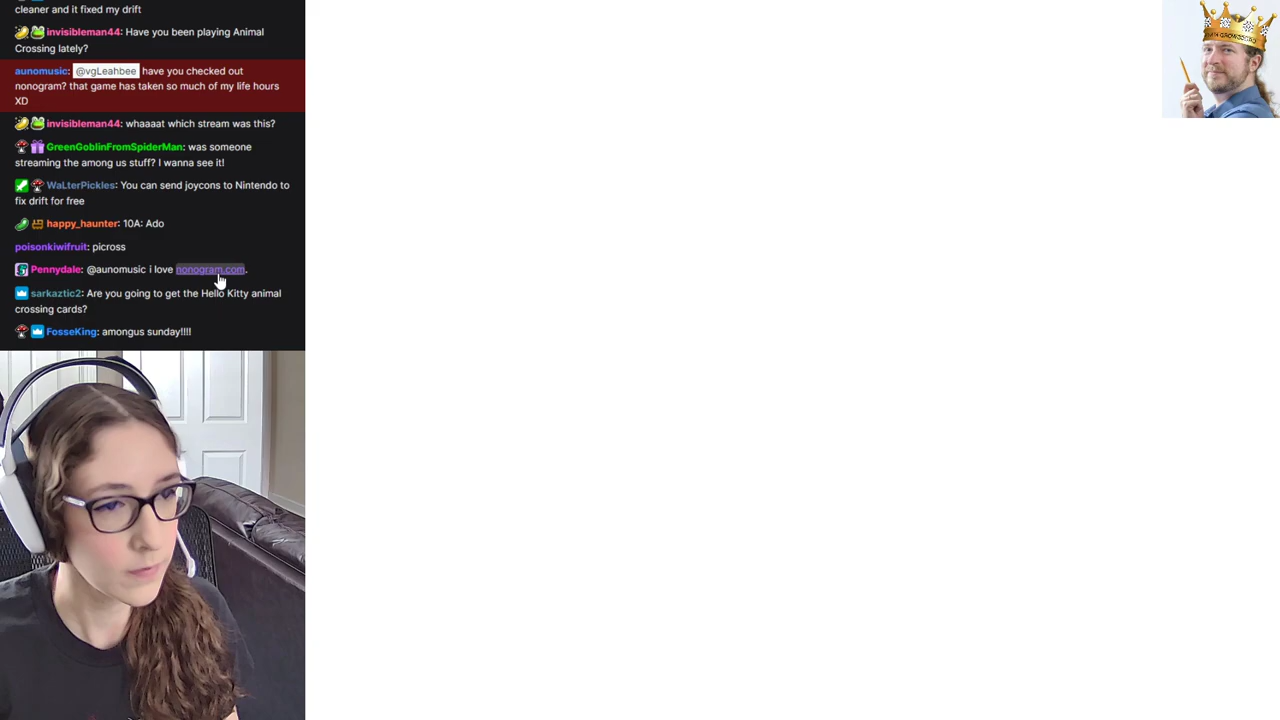 cleaner and it fixed my drift
invisibleman44: Have you been playing Animal
Crossing lately?
aunomusic: @vgLeahbee have you checked out
nonogram? that game has taken so much of my life hours
XD
invisibleman44: whaaaat which stream was this?
GreenGoblinFromSpiderMan: was someone
streaming the among us stuff? I wanna see it!
WaLterPickles: You can send joycons to Nintendo to
fix drift for free
happy_haunter: 10A: Ado
poisonkiwifruit: picross
Pennydale: @aunomusic i love nonogram.com.
sarkaztic2: Are you going to get the Hello Kitty animal
crossing cards?
FosseKing: amongus sunday!!!!